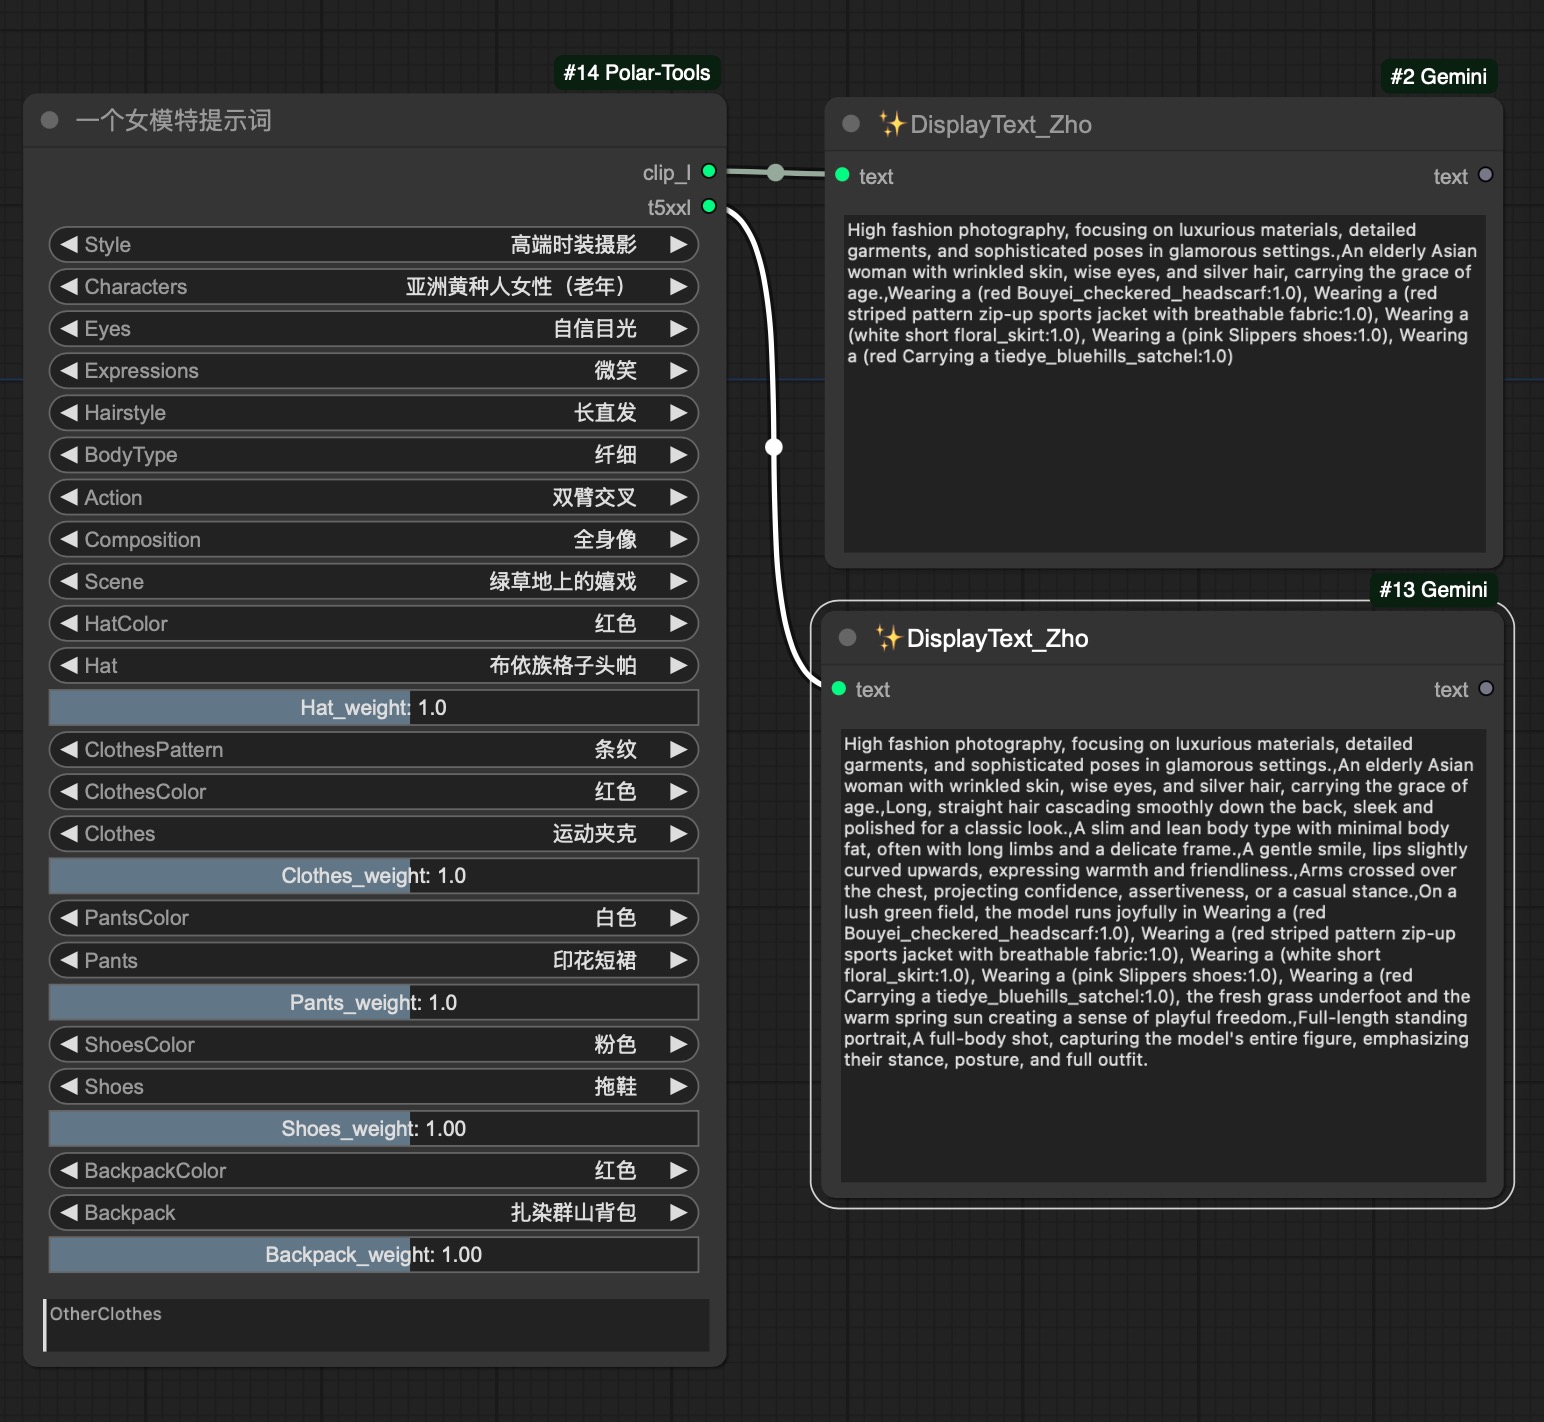 #14 Polar-Tools
一个女模特提示词
clip_l
t5xxl
Style 高端时装摄影
Characters 亚洲黄种人女性（老年）
Eyes 自信目光
Expressions 微笑
Hairstyle 长直发
BodyType 纤细
Action 双臂交叉
Composition 全身像
Scene 绿草地上的嬉戏
HatColor 红色
Hat 布依族格子头帕
Hat_weight: 1.0
ClothesPattern 条纹
ClothesColor 红色
Clothes 运动夹克
Clothes_weight: 1.0
PantsColor 白色
Pants 印花短裙
Pants_weight: 1.0
ShoesColor 粉色
Shoes 拖鞋
Shoes_weight: 1.00
BackpackColor 红色
Backpack 扎染群山背包
Backpack_weight: 1.00
OtherClothes
#2 Gemini
✨DisplayText_Zho
text text
High fashion photography, focusing on luxurious materials, detailed
garments, and sophisticated poses in glamorous settings.,An elderly Asian
woman with wrinkled skin, wise eyes, and silver hair, carrying the grace of
age.,Wearing a (red Bouyei_checkered_headscarf:1.0), Wearing a (red
striped pattern zip-up sports jacket with breathable fabric:1.0), Wearing a
(white short floral_skirt:1.0), Wearing a (pink Slippers shoes:1.0), Wearing
a (red Carrying a tiedye_bluehills_satchel:1.0)
#13 Gemini
✨DisplayText_Zho
text text
High fashion photography, focusing on luxurious materials, detailed
garments, and sophisticated poses in glamorous settings.,An elderly Asian
woman with wrinkled skin, wise eyes, and silver hair, carrying the grace of
age.,Long, straight hair cascading smoothly down the back, sleek and
polished for a classic look.,A slim and lean body type with minimal body
fat, often with long limbs and a delicate frame.,A gentle smile, lips slightly
curved upwards, expressing warmth and friendliness.,Arms crossed over
the chest, projecting confidence, assertiveness, or a casual stance.,On a
lush green field, the model runs joyfully in Wearing a (red
Bouyei_checkered_headscarf:1.0), Wearing a (red striped pattern zip-up
sports jacket with breathable fabric:1.0), Wearing a (white short
floral_skirt:1.0), Wearing a (pink Slippers shoes:1.0), Wearing a (red
Carrying a tiedye_bluehills_satchel:1.0), the fresh grass underfoot and the
warm spring sun creating a sense of playful freedom.,Full-length standing
portrait,A full-body shot, capturing the model's entire figure, emphasizing
their stance, posture, and full outfit.